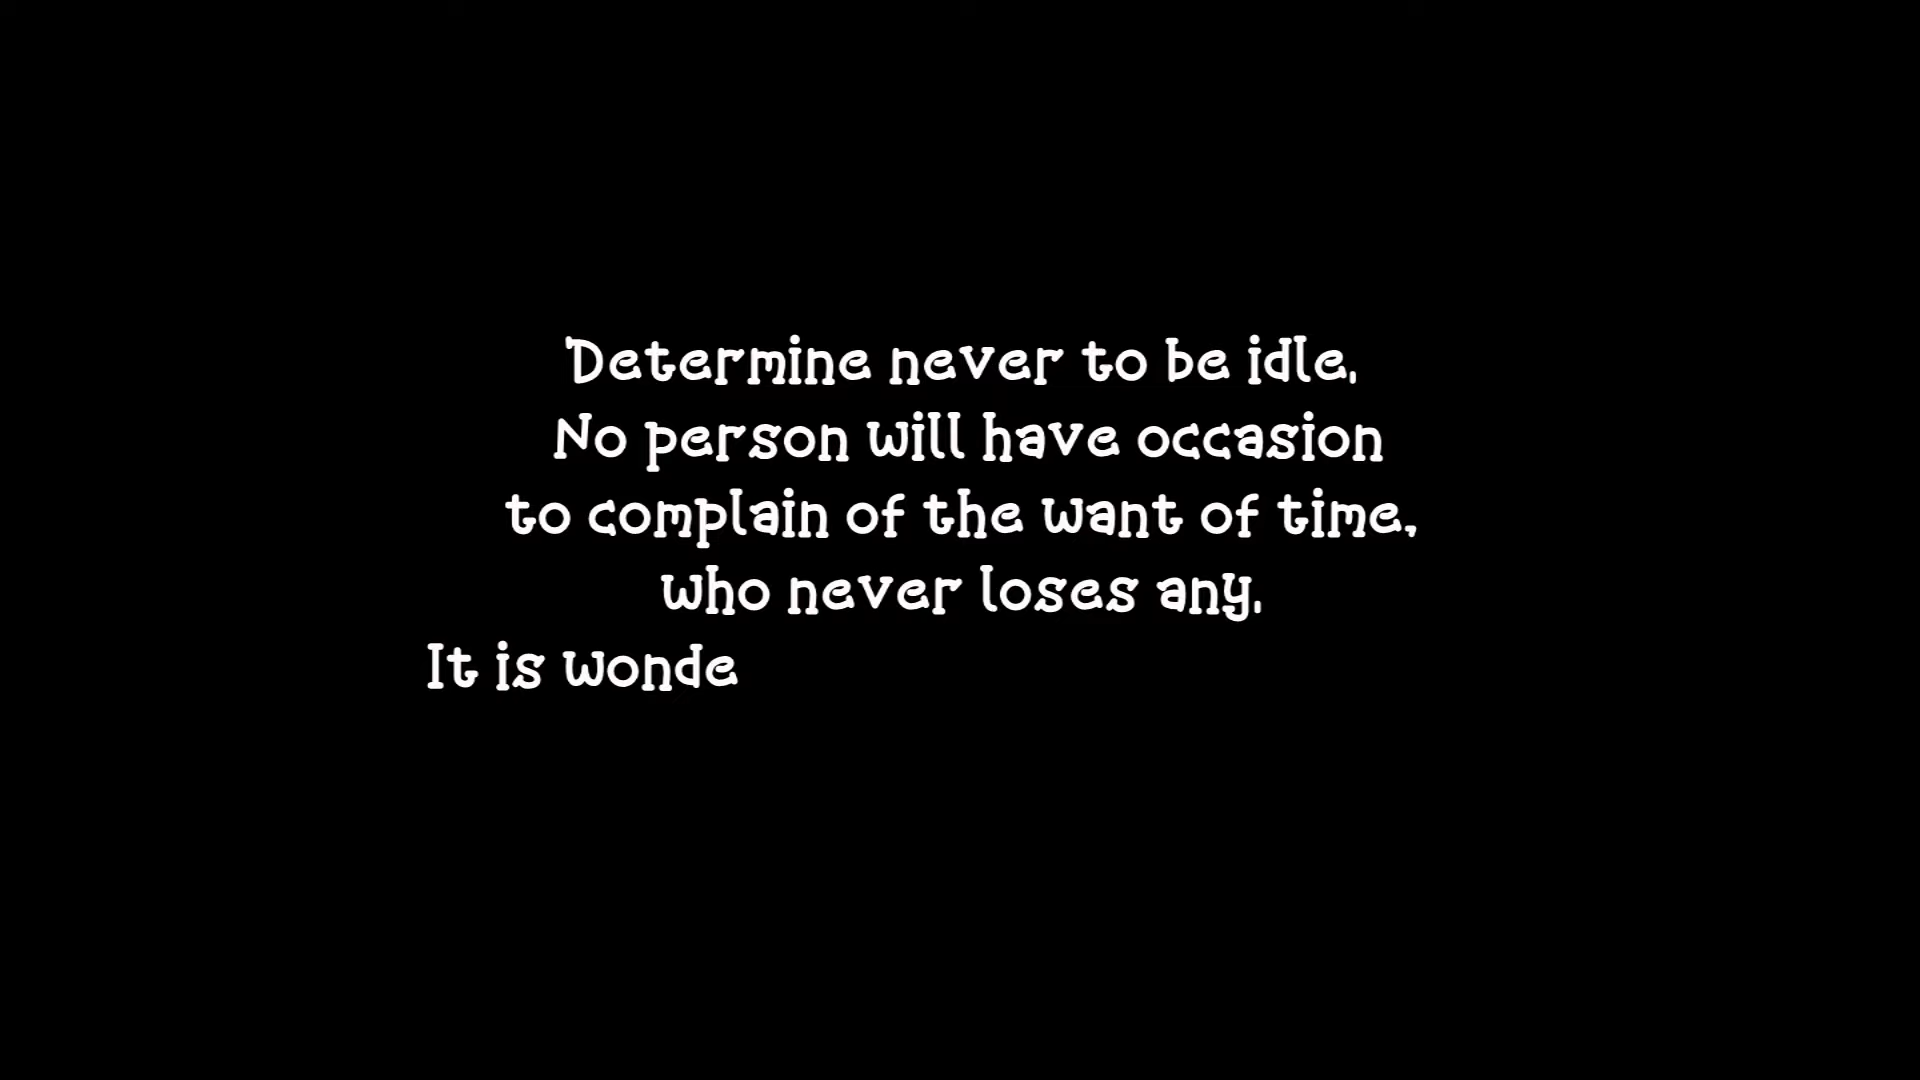 Determine never to be idle.
No person will have occasion
to complain of the want of time,
who never loses any.
It is wonde